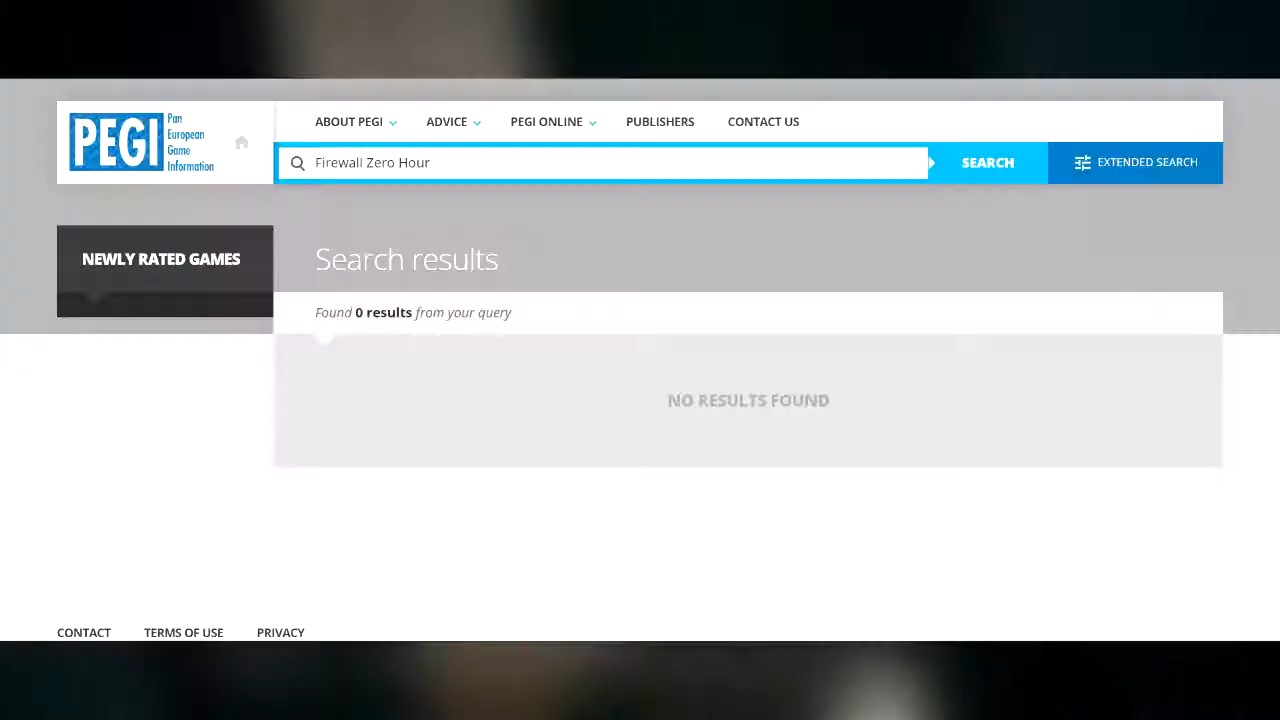 PEGI
Pan
European
Game
Information
ABOUT PEGI
ADVICE
PEGI ONLINE
PUBLISHERS
CONTACT US
Firewall Zero Hour
SEARCH
EXTENDED SEARCH
NEWLY RATED GAMES
Search results
Found 0 results from your query
NO RESULTS FOUND
CONTACT
TERMS OF USE
PRIVACY